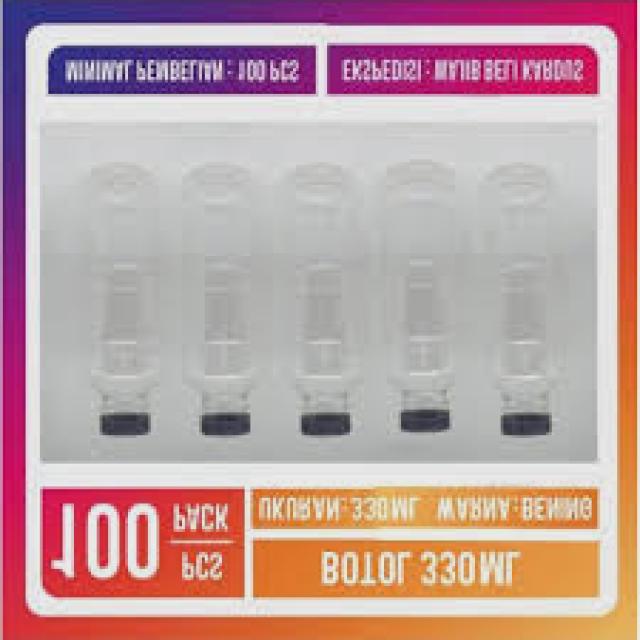 100
PCS
PACK
BOTOL 330ML
UKURAN: 330ML WARNA: BENING
MINIMAL PEMBELIAN : 100 PCS
EKSPEDISI : WAJIB BELI KARDUS